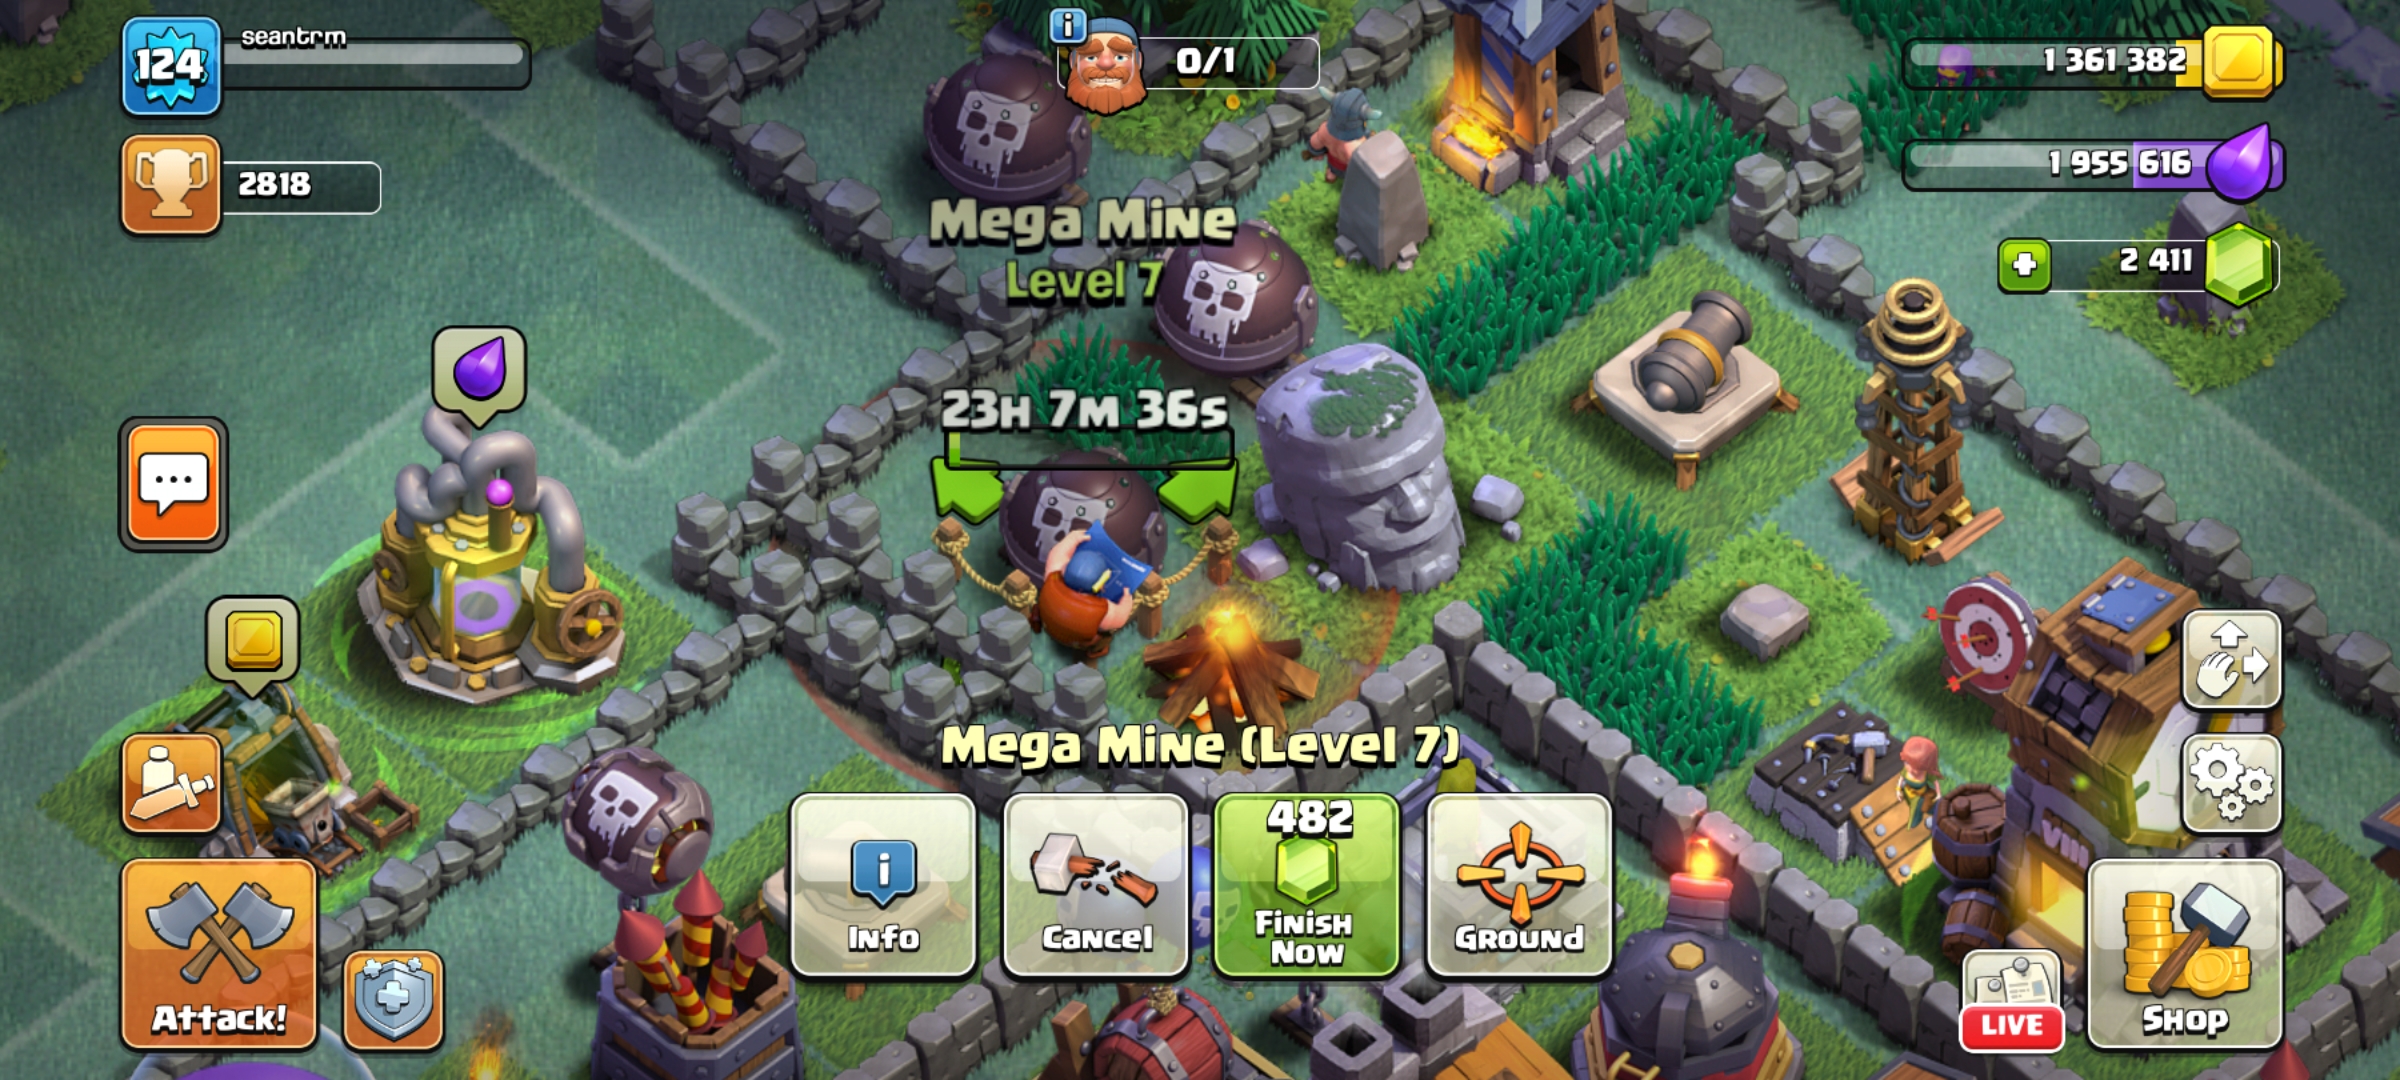 seantrm
124
0/1
1 361 382
2818
1 955 616
2 411
Mega Mine
Level 7
23H 7M 36S
Mega Mine (Level 7)
Info
Cancel
482
Finish
Now
Ground
Attack!
LIVE
Shop